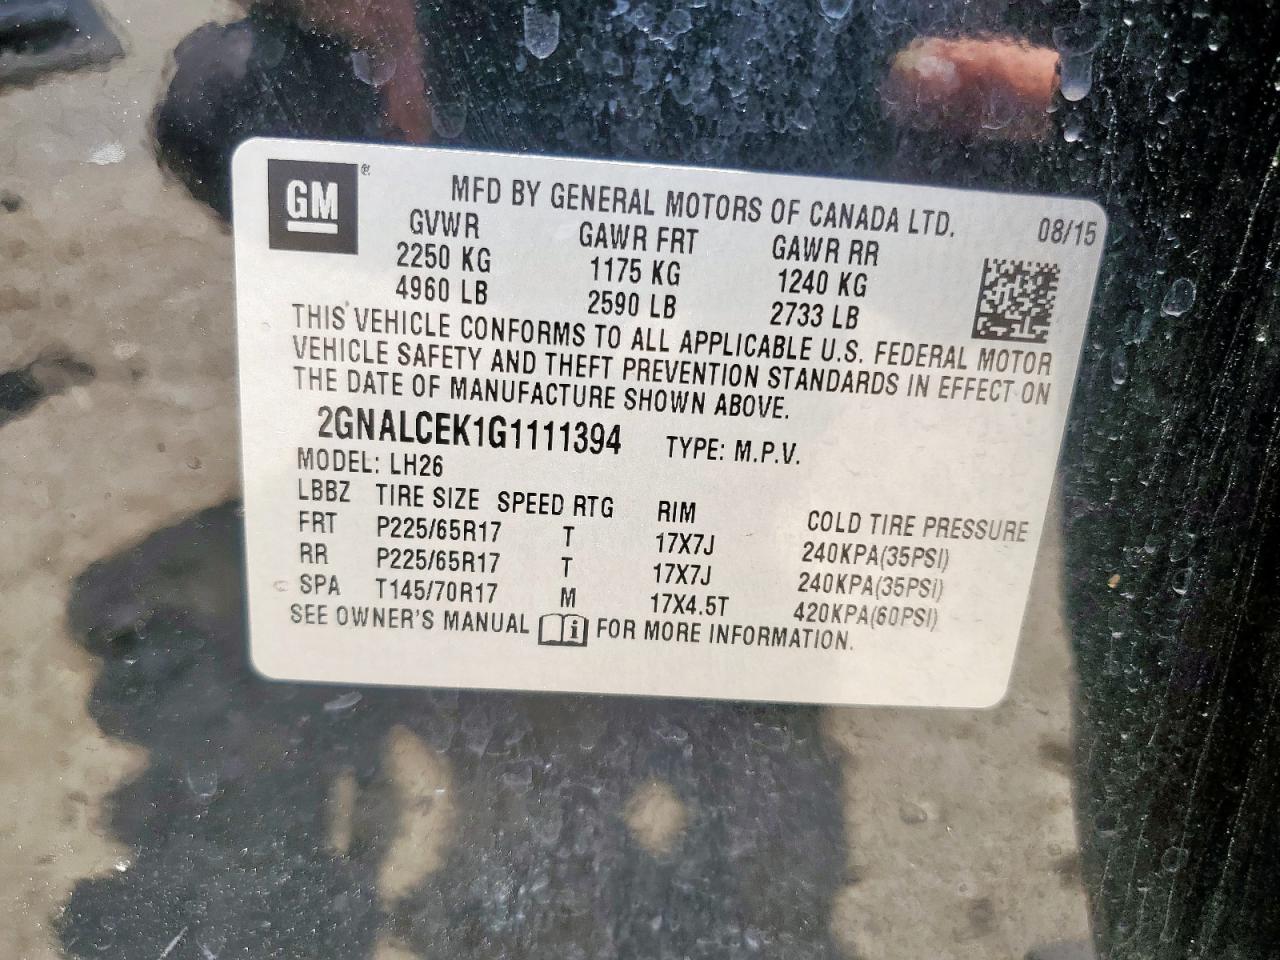 GM ® MFD BY GENERAL MOTORS OF CANADA LTD. 08/15
GVWR GAWR FRT GAWR RR
2250 KG 1175 KG 1240 KG
4960 LB 2590 LB 2733 LB
THIS VEHICLE CONFORMS TO ALL APPLICABLE U.S. FEDERAL MOTOR
VEHICLE SAFETY AND THEFT PREVENTION STANDARDS IN EFFECT ON
THE DATE OF MANUFACTURE SHOWN ABOVE.
2GNALCEK1G1111394 TYPE: M.P.V.
MODEL: LH26
LBBZ TIRE SIZE SPEED RTG RIM COLD TIRE PRESSURE
FRT P225/65R17 T 17X7J 240KPA(35PSI)
RR P225/65R17 T 17X7J 240KPA(35PSI)
SPA T145/70R17 M 17X4.5T 420KPA(60PSI)
SEE OWNER'S MANUAL i FOR MORE INFORMATION.